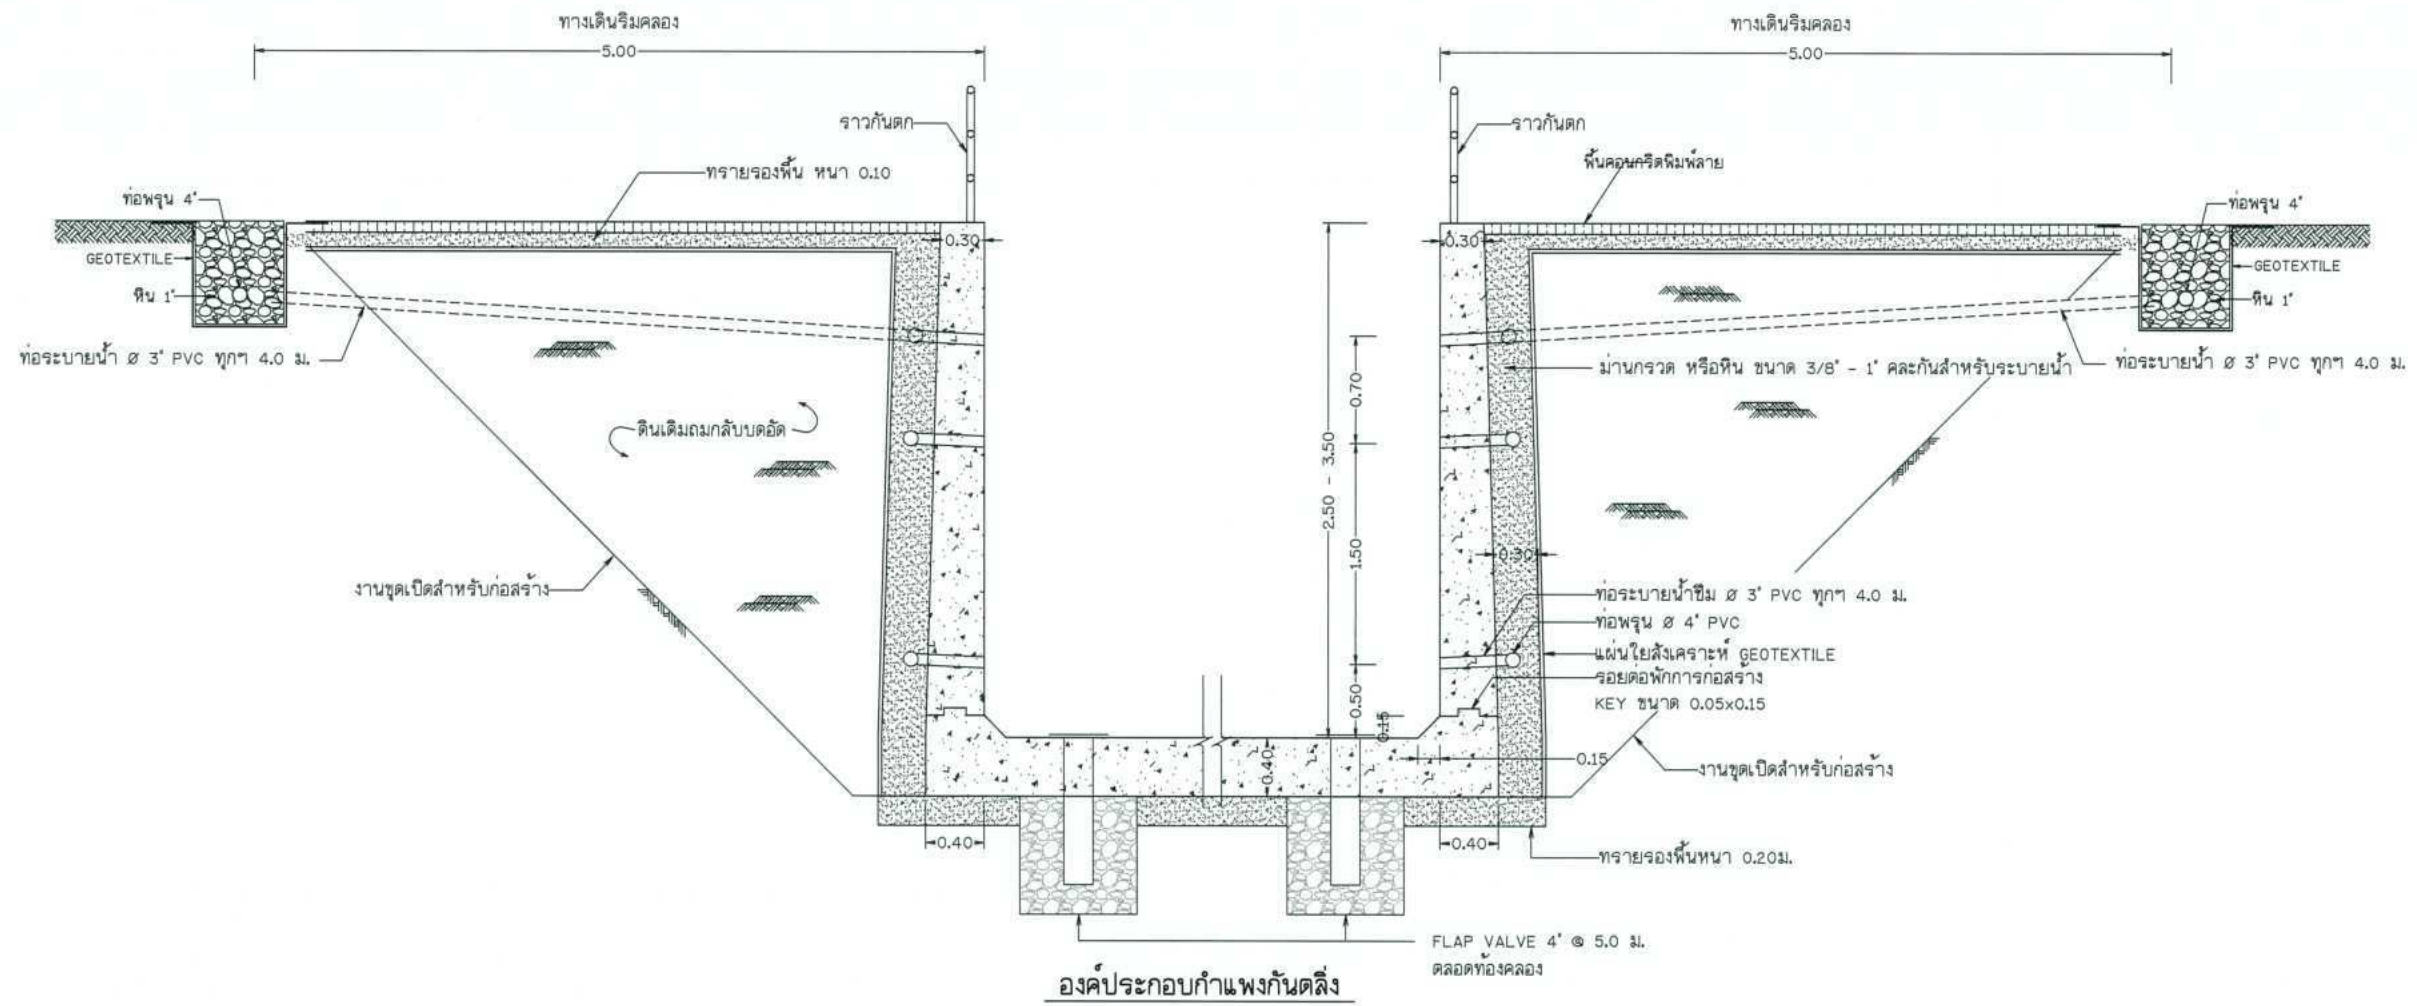 ทางเดินริมคลอง
5.00
ทางเดินริมคลอง
5.00
ราวกันตก
ทรายรองพื้น หนา 0.10
ท่อพรุน 4"
GEOTEXTILE
หิน 1"
ท่อระบายน้ำ Ø 3" PVC ทุกๆ 4.0 ม.
ดินเดิมถมกลับบดอัด
งานขุดเปิดสำหรับก่อสร้าง
0.30
0.40
ราวกันตก
พื้นคอนกรีตพิมพ์ลาย
ท่อพรุน 4"
GEOTEXTILE
หิน 1"
0.30
ม่านกรวด หรือหิน ขนาด 3/8" - 1" คละกันสำหรับระบายน้ำ
ท่อระบายน้ำ Ø 3" PVC ทุกๆ 4.0 ม.
0.70
2.50 - 3.50
1.50
0.30
ท่อระบายน้ำซึม Ø 3" PVC ทุกๆ 4.0 ม.
ท่อพรุน Ø 4" PVC
แผ่นใยสังเคราะห์ GEOTEXTILE
รอยต่อพักการก่อสร้าง
KEY ขนาด 0.05x0.15
0.50
0.15
0.40
0.15
งานขุดเปิดสำหรับก่อสร้าง
0.40
ทรายรองพื้นหนา 0.20ม.
FLAP VALVE 4" @ 5.0 ม.
ตลอดท้องคลอง
องค์ประกอบกำแพงกันตลิ่ง